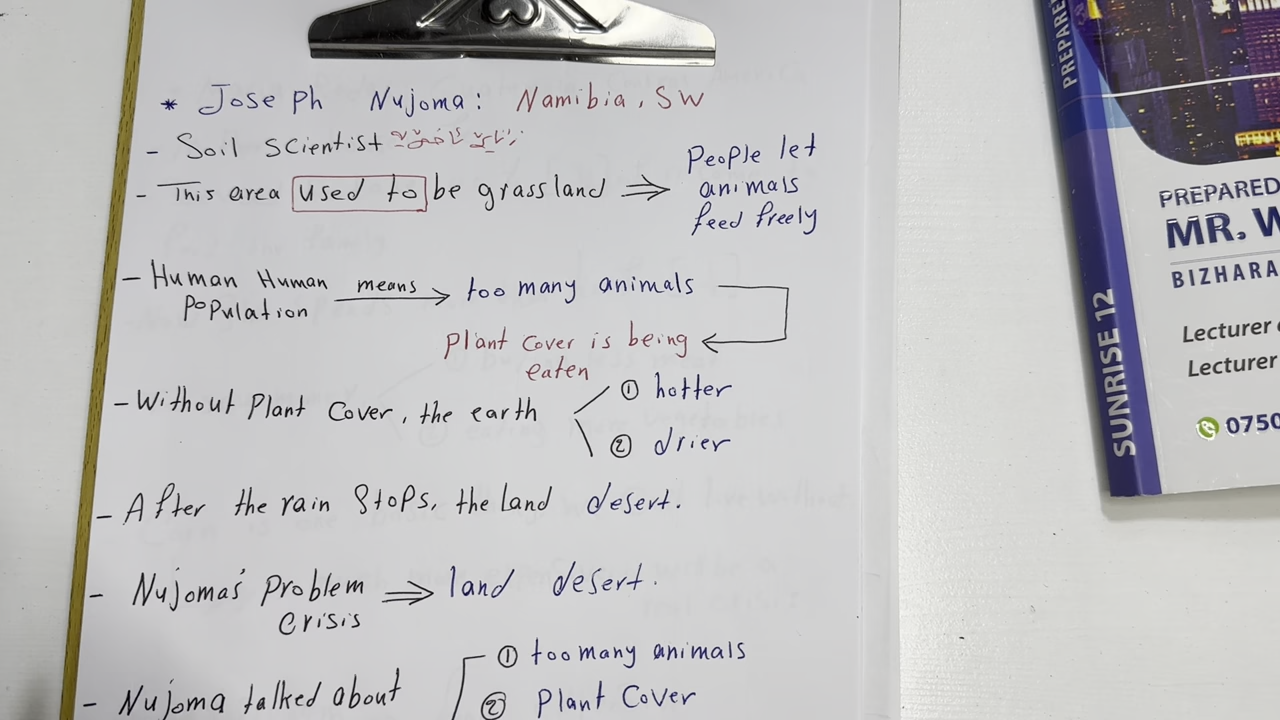 * Joseph Nujoma: Namibia, SW
- Soil scientist
- This area used to be grassland ⇒ People let animals feed freely
- Human Human Population means → too many animals
Plant Cover is being eaten
- Without Plant Cover, the earth
① hotter
② drier
- After the rain stops, the land desert.
- Nujoma's Problem Crisis ⇒ land desert.
- Nujoma talked about
① too many animals
② Plant Cover
PREPARE
SUNRISE 12
PREPARED
MR. W
BIZHARA
Lecturer
Lecturer
0750